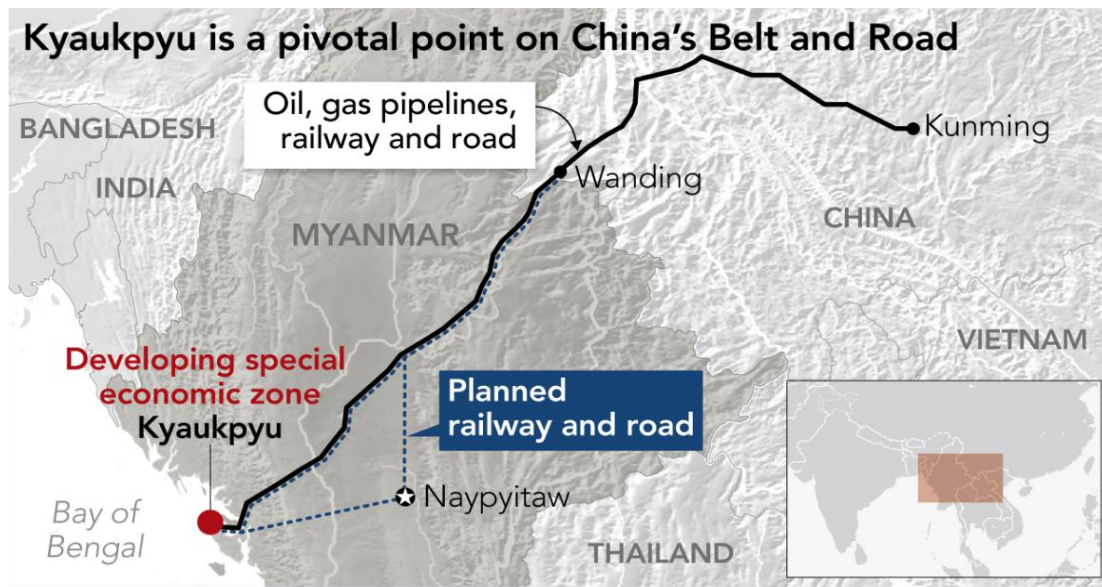 Kyaukpyu is a pivotal point on China's Belt and Road
Oil, gas pipelines,
railway and road
Kunming
BANGLADESH
Wanding
INDIA
CHINA
MYANMAR
VIETNAM
Developing special
economic zone
Kyaukpyu
Planned
railway and road
Naypyitaw
Bay of
Bengal
THAILAND